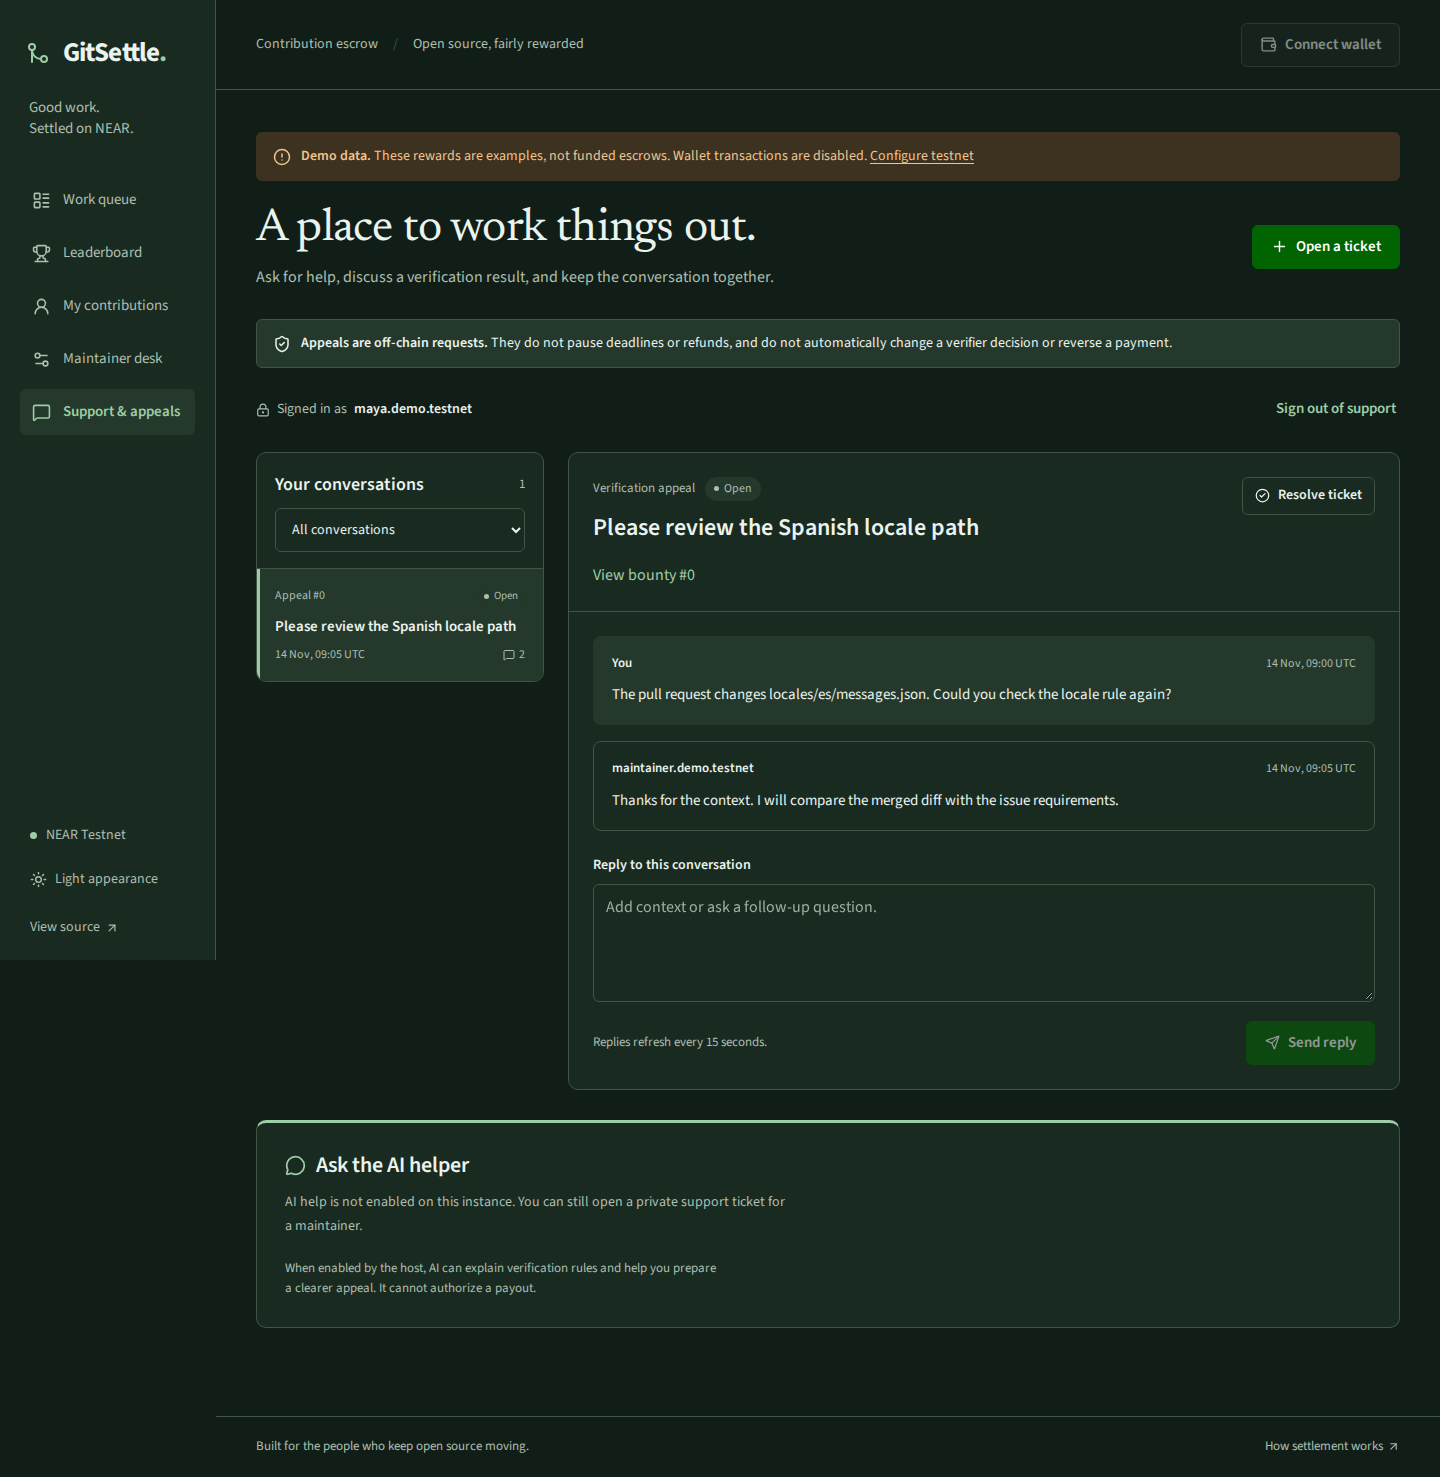 GitSettle.
Good work.
Settled on NEAR.
Work queue
Leaderboard
My contributions
Maintainer desk
Support & appeals
NEAR Testnet
Light appearance
View source
Contribution escrow / Open source, fairly rewarded
Connect wallet
Demo data. These rewards are examples, not funded escrows. Wallet transactions are disabled. Configure testnet
A place to work things out.
Ask for help, discuss a verification result, and keep the conversation together.
Open a ticket
Appeals are off-chain requests. They do not pause deadlines or refunds, and do not automatically change a verifier decision or reverse a payment.
Signed in as maya.demo.testnet
Sign out of support
Your conversations 1
All conversations
Appeal #0 Open
Please review the Spanish locale path
14 Nov, 09:05 UTC 2
Verification appeal Open
Resolve ticket
Please review the Spanish locale path
View bounty #0
You 14 Nov, 09:00 UTC
The pull request changes locales/es/messages.json. Could you check the locale rule again?
maintainer.demo.testnet 14 Nov, 09:05 UTC
Thanks for the context. I will compare the merged diff with the issue requirements.
Reply to this conversation
Add context or ask a follow-up question.
Replies refresh every 15 seconds.
Send reply
Ask the AI helper
AI help is not enabled on this instance. You can still open a private support ticket for
a maintainer.
When enabled by the host, AI can explain verification rules and help you prepare
a clearer appeal. It cannot authorize a payout.
Built for the people who keep open source moving.
How settlement works